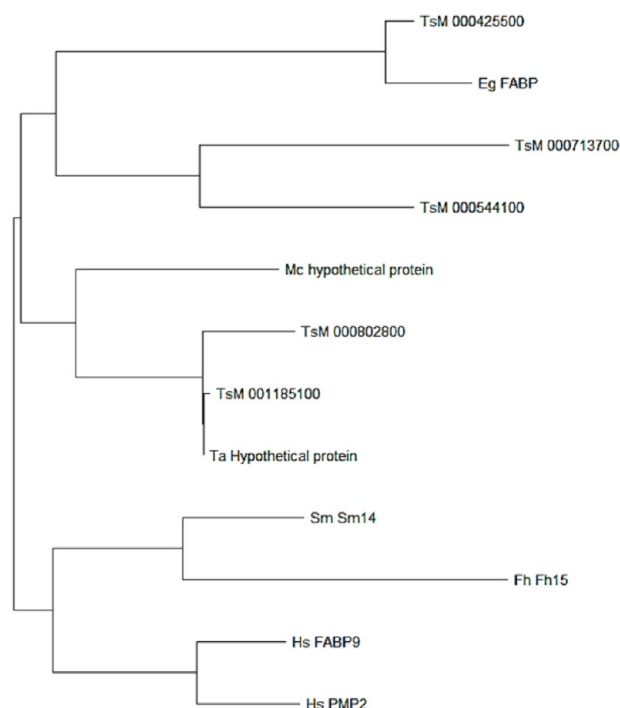 TsM 000425500
Eg FABP
TsM 000713700
TsM 000544100
Mc hypothetical protein
TsM 000802800
TsM 001185100
Ta Hypothetical protein
Sm Sm14
Fh Fh15
Hs FABP9
Hs PMP2